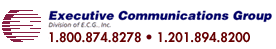 Executive Communications Group
Division of E.C.G., Inc.
1.800.874.8278 • 1.201.894.8200